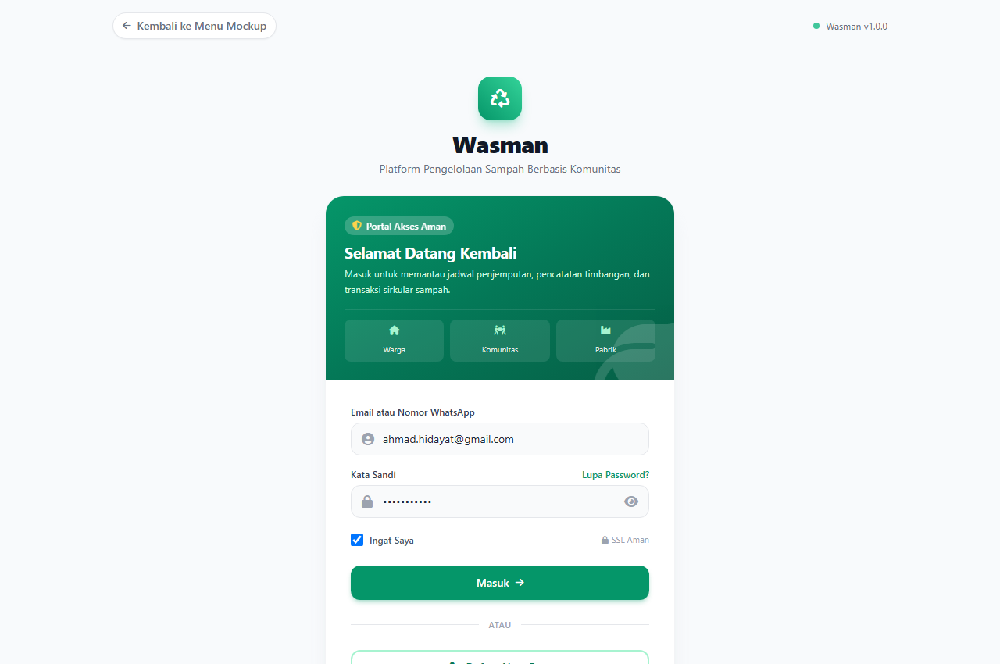 Kembali ke Menu Mockup
Wasman v1.0.0
Wasman
Platform Pengelolaan Sampah Berbasis Komunitas
Portal Akses Aman
Selamat Datang Kembali
Masuk untuk memantau jadwal penjemputan, pencatatan timbangan, dan
transaksi sirkular sampah.
Warga
Komunitas
Pabrik
Email atau Nomor WhatsApp
ahmad.hidayat@gmail.com
Kata Sandi
Lupa Password?
•••••••••••
Ingat Saya
SSL Aman
Masuk
ATAU